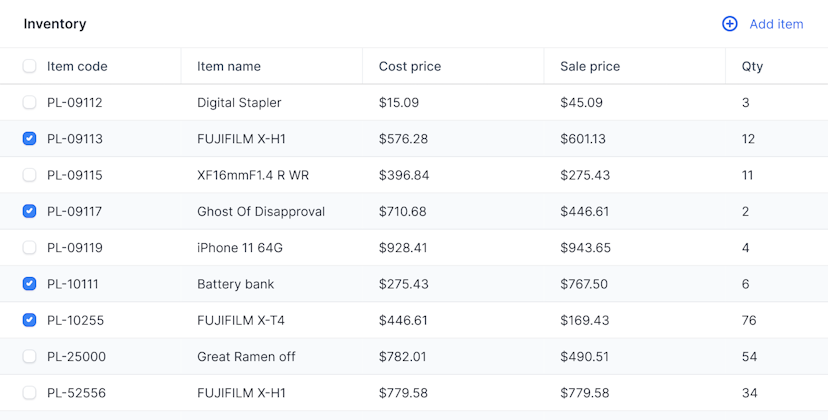 Inventory Add item
Item code Item name Cost price Sale price Qty
PL-09112 Digital Stapler $15.09 $45.09 3
PL-09113 FUJIFILM X-H1 $576.28 $601.13 12
PL-09115 XF16mmF1.4 R WR $396.84 $275.43 11
PL-09117 Ghost Of Disapproval $710.68 $446.61 2
PL-09119 iPhone 11 64G $928.41 $943.65 4
PL-10111 Battery bank $275.43 $767.50 6
PL-10255 FUJIFILM X-T4 $446.61 $169.43 76
PL-25000 Great Ramen off $782.01 $490.51 54
PL-52556 FUJIFILM X-H1 $779.58 $779.58 34